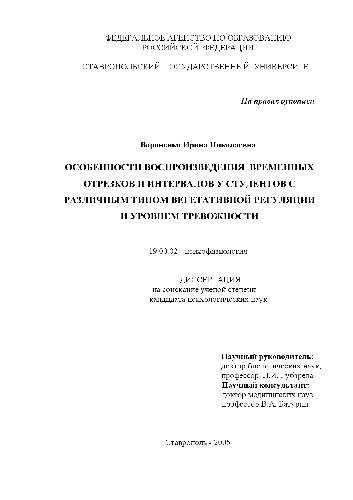 ФЕДЕРАЛЬНОЕ АГЕНТСТВО ПО ОБРАЗОВАНИЮ
РОССИЙСКОЙ ФЕДЕРАЦИИ
СТАВРОПОЛЬСКИЙ ГОСУДАРСТВЕННЫЙ УНИВЕРСИТЕТ
На правах рукописи
Ирина Николаевна
ОСОБЕННОСТИ ВОСПРОИЗВЕДЕНИЯ ВРЕМЕННЫХ
ОТРЕЗКОВ И ИНТЕРВАЛОВ У СТУДЕНТОВ С
РАЗЛИЧНЫМ ТИПОМ ВЕГЕТАТИВНОЙ РЕГУЛЯЦИИ
И УРОВНЕМ ТРЕВОЖНОСТИ
19.00.02 - психофизиология
ДИССЕРТАЦИЯ
на соискание ученой степени
кандидата психологических наук
Научный руководитель:
доктор биологических наук,
профессор Л.И. Губарева
Научный консультант:
доктор медицинских наук
профессор В.А. Батурин
Ставрополь - 2005